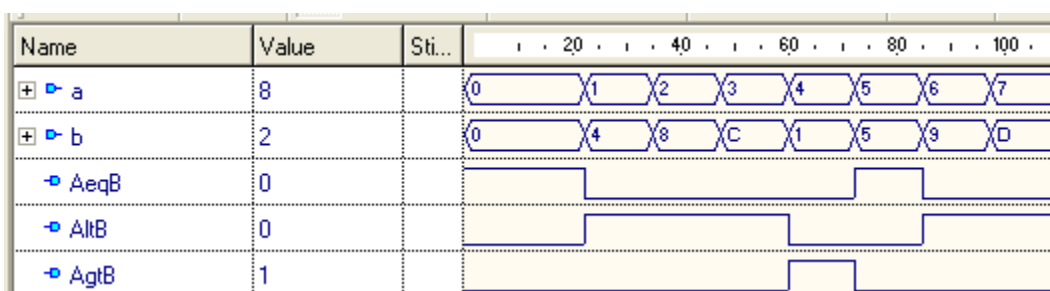 Name Value Sti... 20 40 60 80 100
a 8 0 1 2 3 4 5 6 7
b 2 0 4 8 C 1 5 9 D
AeqB 0
AltB 0
AgtB 1